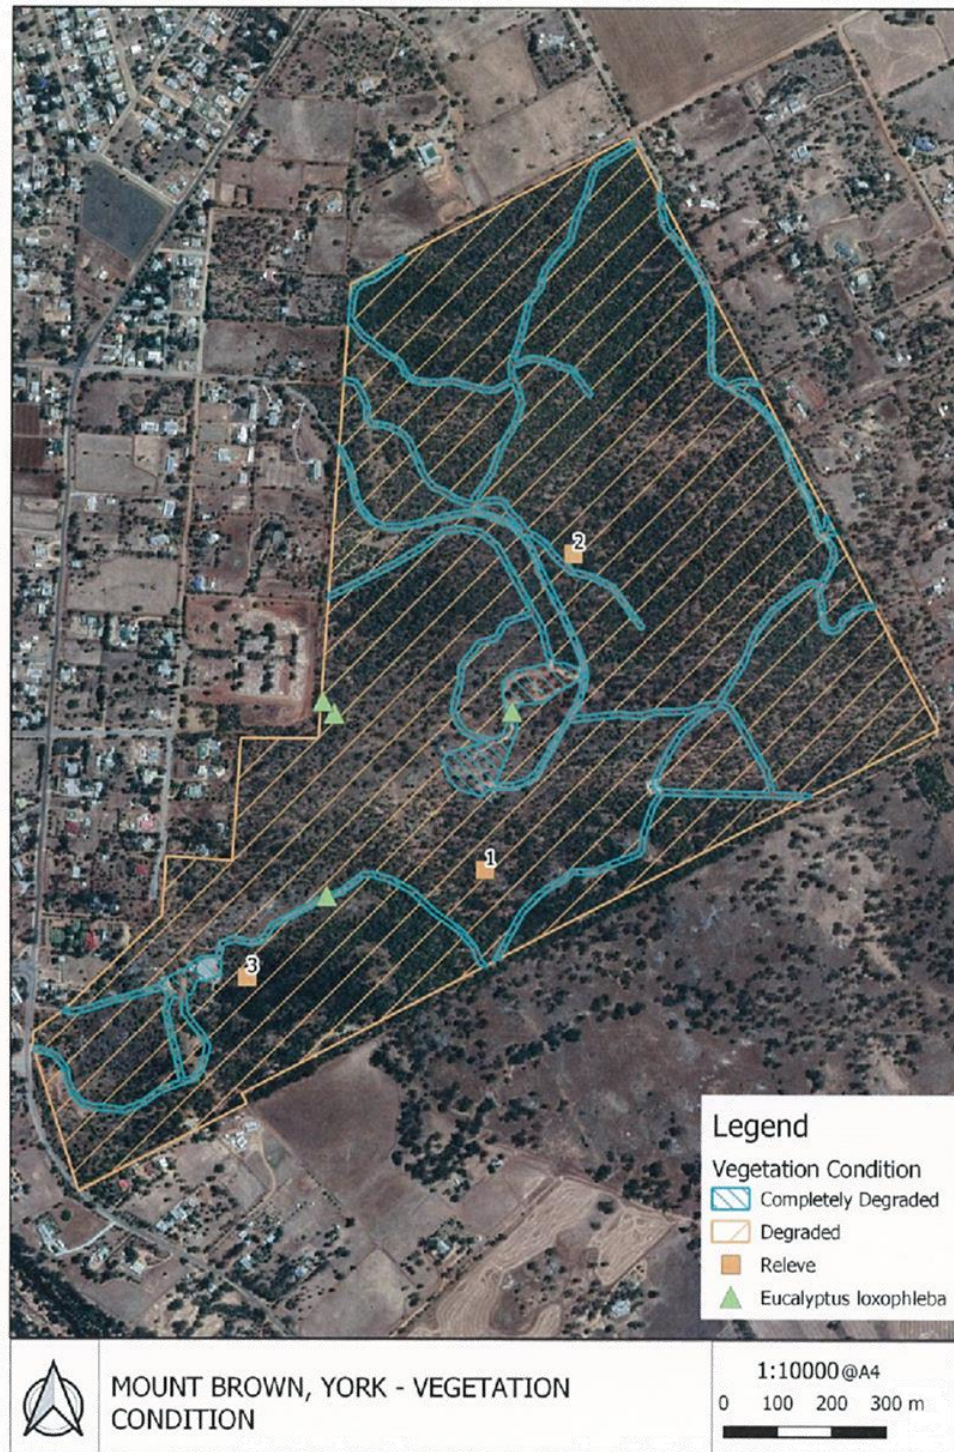 2
1
3
Legend
Vegetation Condition
Completely Degraded
Degraded
Releve
Eucalyptus loxophleba
MOUNT BROWN, YORK - VEGETATION
CONDITION
1:10000@A4
0 100 200 300 m